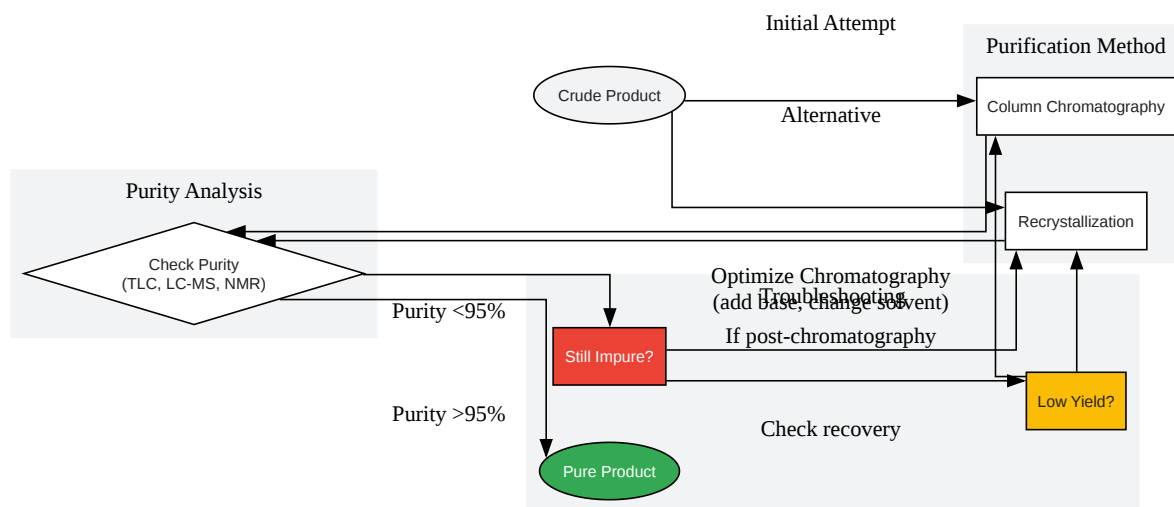 Initial Attempt
Purification Method
Crude Product
Column Chromatography
Alternative
Purity Analysis
Recrystallization
Check Purity
(TLC, LC-MS, NMR)
Optimize Chromatography
(add base, change solvent)
Troubleshooting
Purity <95%
If post-chromatography
Still Impure?
Low Yield?
Purity >95%
Check recovery
Pure Product